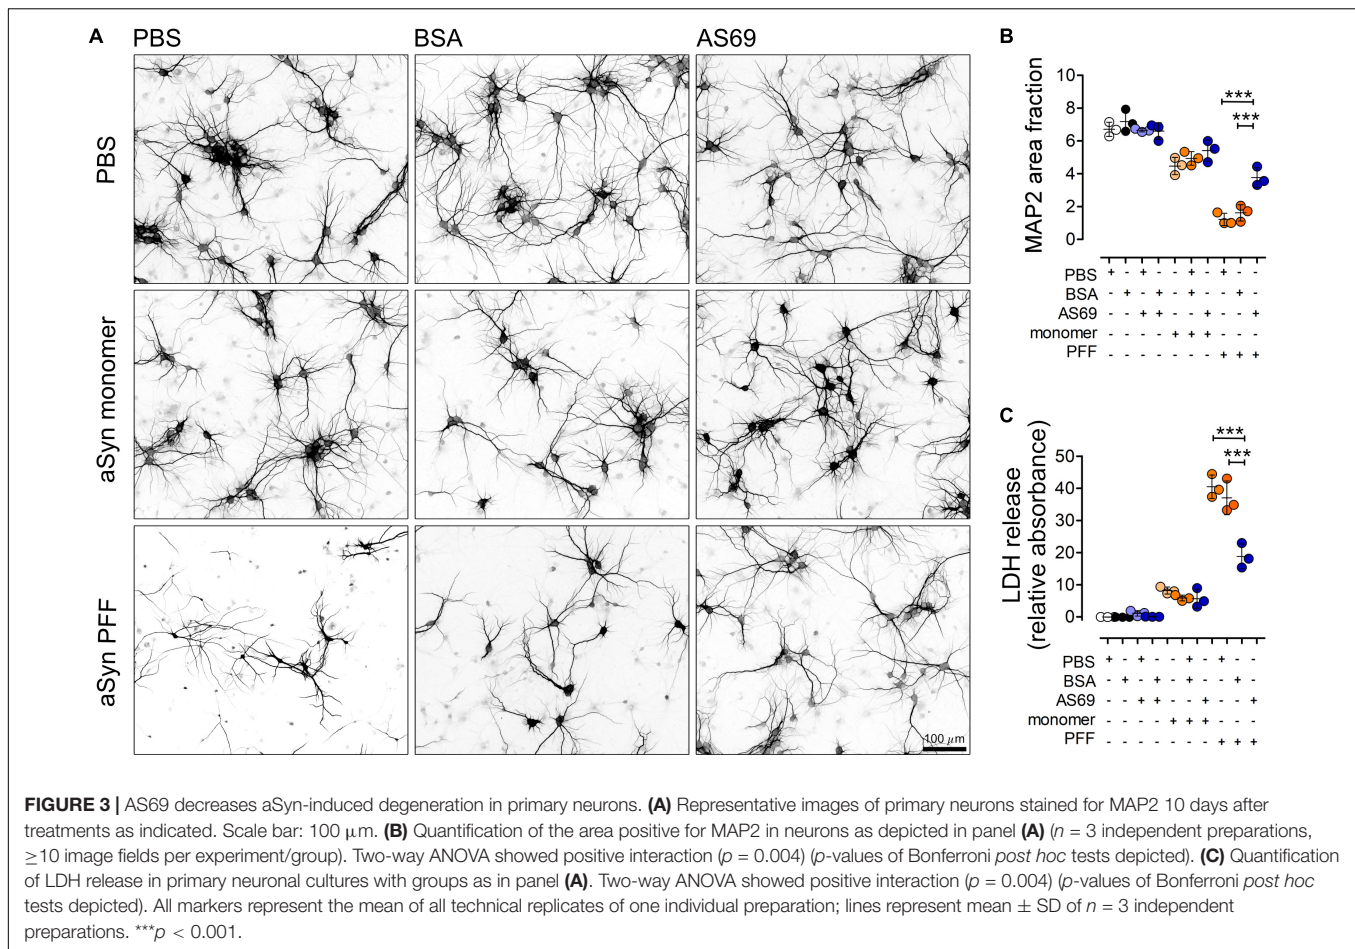 A PBS BSA AS69
PBS
aSyn monomer
aSyn PFF
100 µm
B
MAP2 area fraction
10
8
6
4
2
0
***
***
PBS + - + - - + - + - -
BSA - + - + - + - - + -
AS69 - - + + - - + - - +
monomer - - - - + + + - - -
PFF - - - - - - - + + +
C
LDH release
(relative absorbance)
50
40
30
20
10
0
***
***
PBS + - + - - + - + - -
BSA - + - + - + - - + -
AS69 - - + + - - + - - +
monomer - - - - + + + - - -
PFF - - - - - - - + + +
FIGURE 3 | AS69 decreases aSyn-induced degeneration in primary neurons. (A) Representative images of primary neurons stained for MAP2 10 days after
treatments as indicated. Scale bar: 100 µm. (B) Quantification of the area positive for MAP2 in neurons as depicted in panel (A) (n = 3 independent preparations,
≥10 image fields per experiment/group). Two-way ANOVA showed positive interaction (p = 0.004) (p-values of Bonferroni post hoc tests depicted). (C) Quantification
of LDH release in primary neuronal cultures with groups as in panel (A). Two-way ANOVA showed positive interaction (p = 0.004) (p-values of Bonferroni post hoc
tests depicted). All markers represent the mean of all technical replicates of one individual preparation; lines represent mean ± SD of n = 3 independent
preparations. ***p < 0.001.